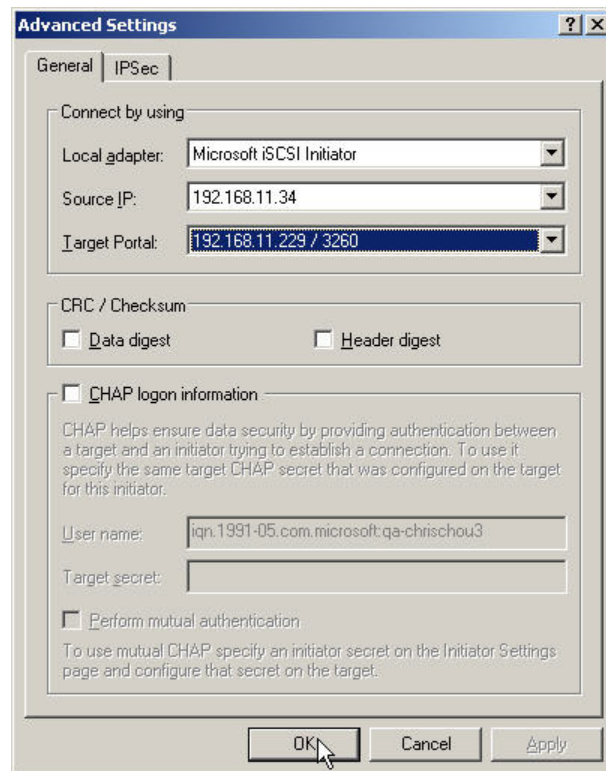 Advanced Settings
General
IPSec
Connect by using
Local adapter:
Microsoft iSCSI Initiator
Source IP:
192.168.11.34
Target Portal:
192.168.11.229 / 3260
CRC / Checksum
Data digest
Header digest
CHAP logon information
CHAP helps ensure data security by providing authentication between
a target and an initiator trying to establish a connection. To use it
specify the same target CHAP secret that was configured on the target
for this initiator.
User name:
iqn.1991-05.com.microsoft:qa-chrischou3
Target secret:
Perform mutual authentication
To use mutual CHAP specify an initiator secret on the Initiator Settings
page and configure that secret on the target.
OK
Cancel
Apply